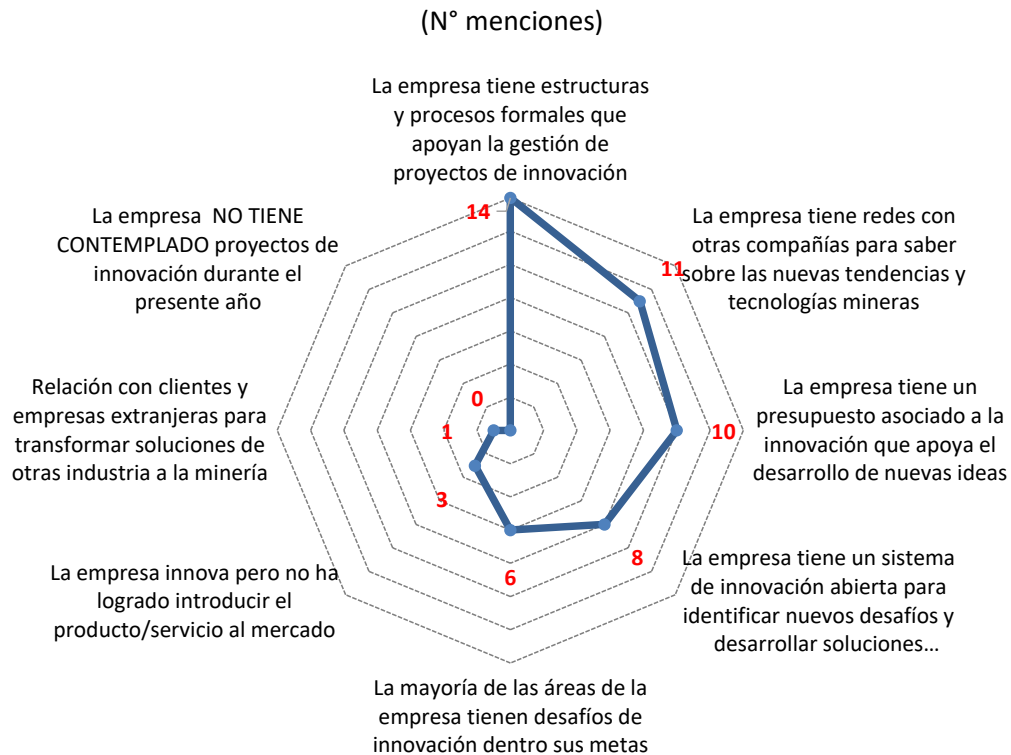 (N° menciones)
La empresa tiene estructuras
y procesos formales que
apoyan la gestión de
proyectos de innovación
14
La empresa tiene redes con
otras compañías para saber
sobre las nuevas tendencias y
tecnologías mineras
11
La empresa tiene un
presupuesto asociado a la
innovación que apoya el
desarrollo de nuevas ideas
10
La empresa tiene un sistema
de innovación abierta para
identificar nuevos desafíos y
desarrollar soluciones…
8
La mayoría de las áreas de la
empresa tienen desafíos de
innovación dentro sus metas
6
La empresa innova pero no ha
logrado introducir el
producto/servicio al mercado
3
Relación con clientes y
empresas extranjeras para
transformar soluciones de
otras industria a la minería
1
La empresa  NO TIENE
CONTEMPLADO proyectos de
innovación durante el
presente año
0